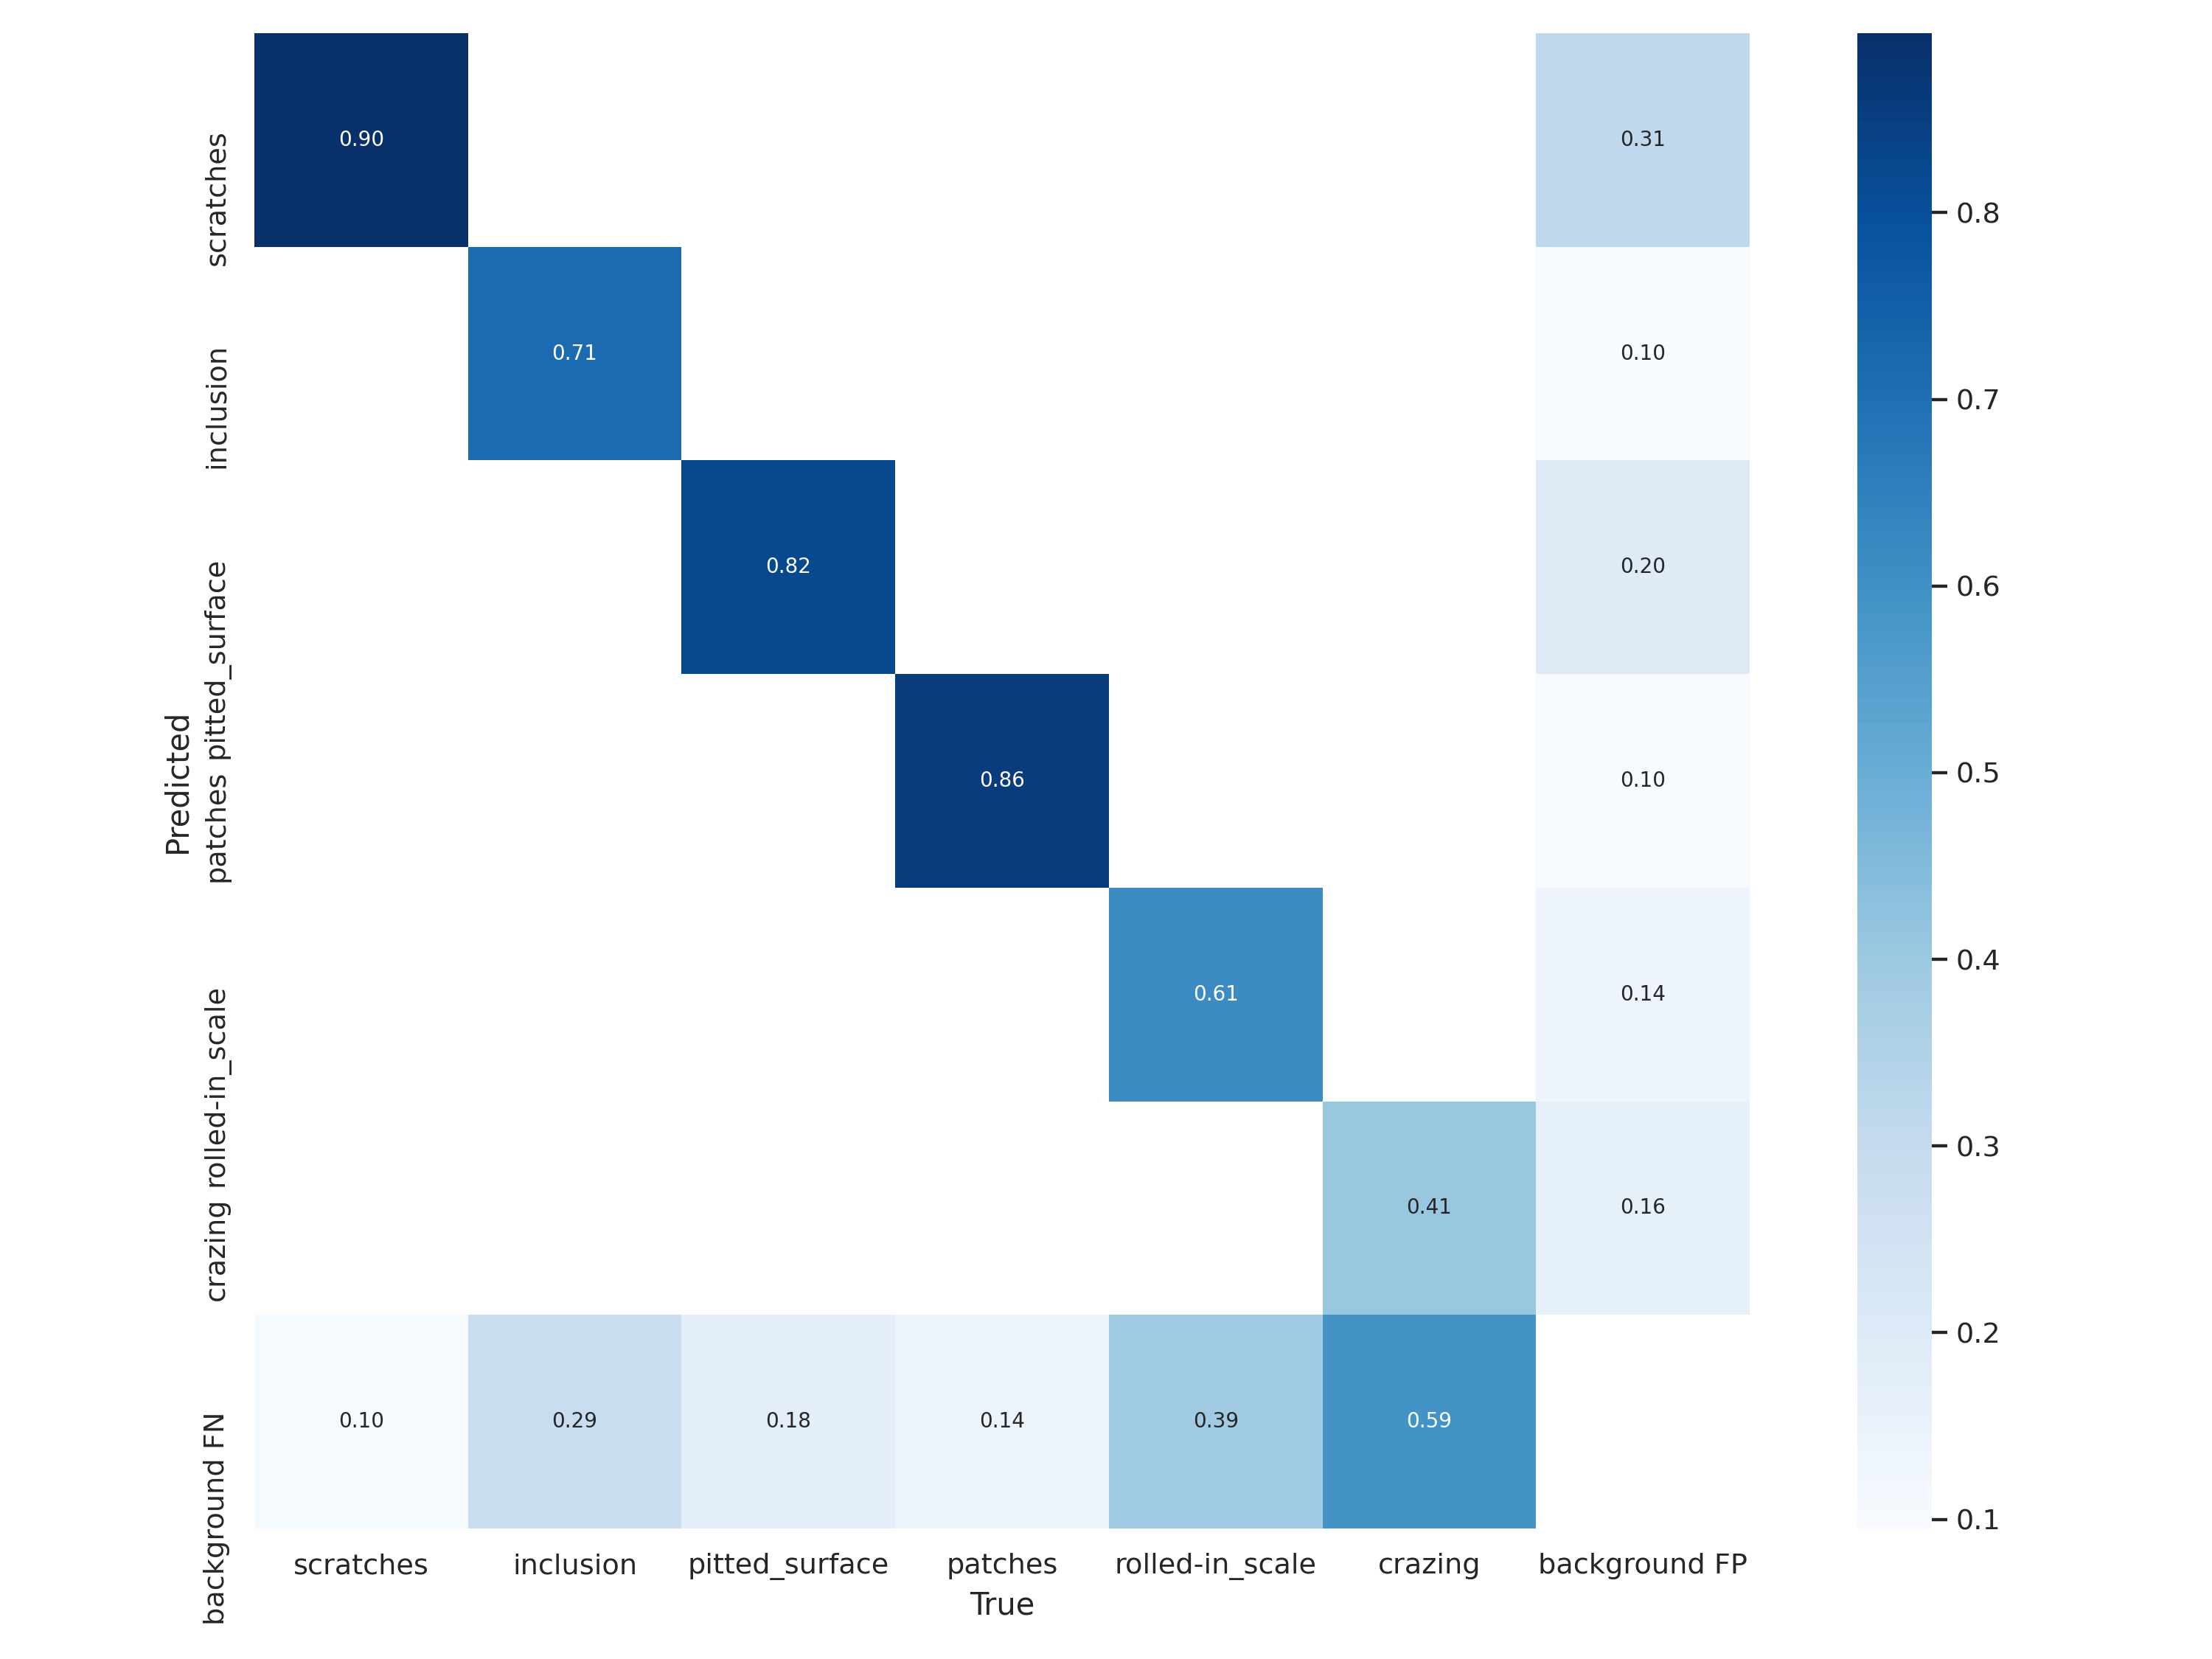 0.90 0.31
0.71 0.10
0.82 0.20
0.86 0.10
0.61 0.14
0.41 0.16
0.10 0.29 0.18 0.14 0.39 0.59
scratches
inclusion
pitted_surface
patches
rolled-in_scale
crazing
background FN
Predicted
scratches inclusion pitted_surface patches rolled-in_scale crazing background FP
True
0.8
0.7
0.6
0.5
0.4
0.3
0.2
0.1